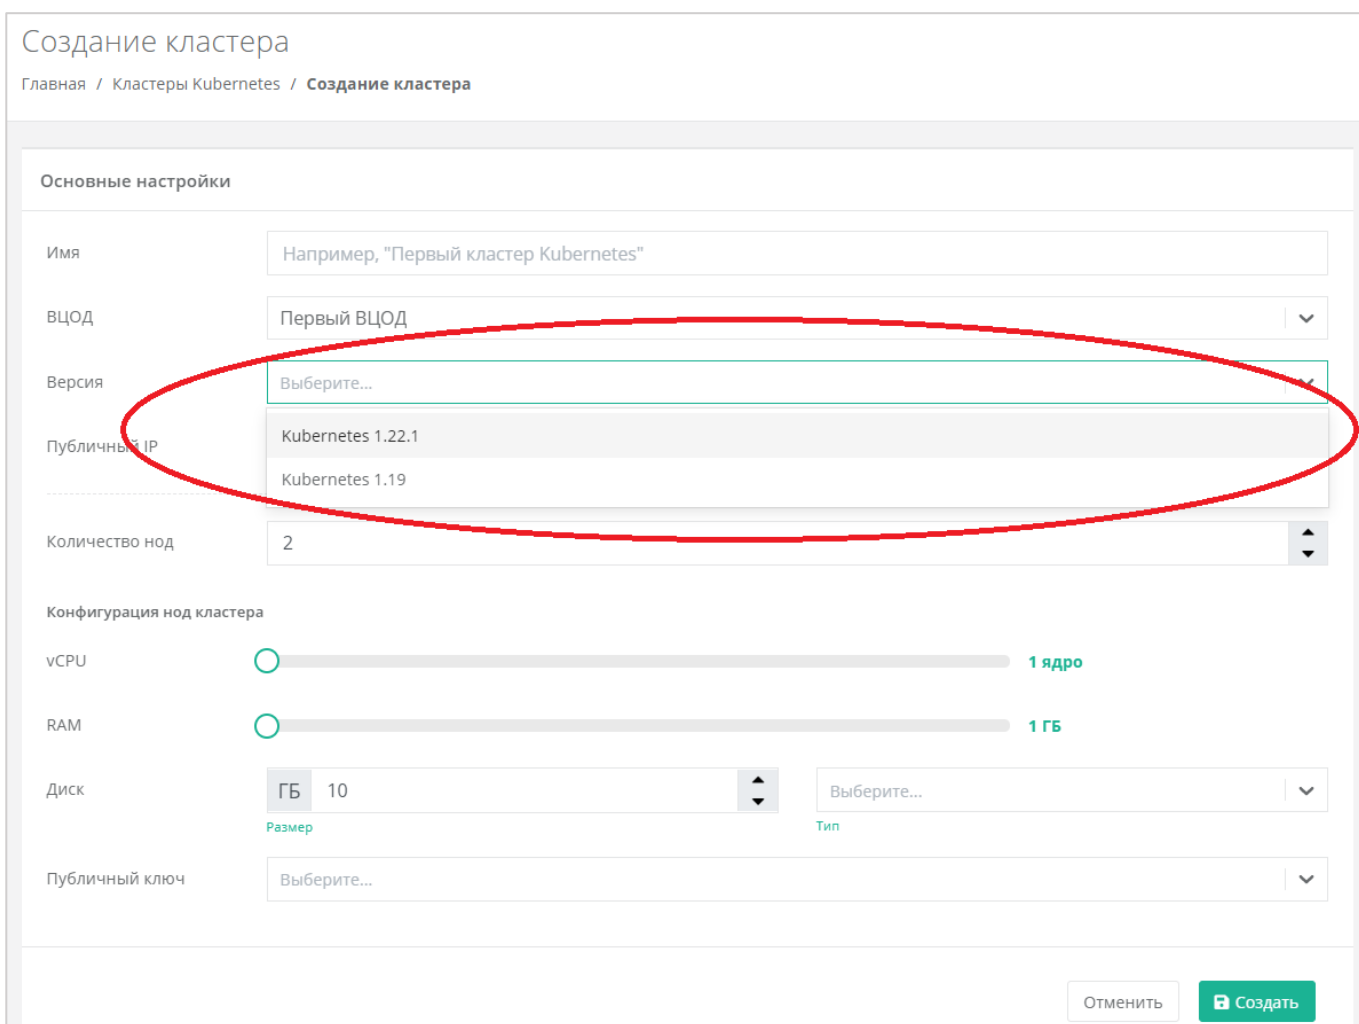 Создание кластера
Главная / Кластеры Kubernetes / Создание кластера
Основные настройки
Имя
Например, "Первый кластер Kubernetes"
ВЦОД
Первый ВЦОД
Версия
Выберите...
Kubernetes 1.22.1
Публичный IP
Kubernetes 1.19
Количество нод
2
Конфигурация нод кластера
vCPU
1 ядро
RAM
1 ГБ
Диск
ГБ 10
Выберите...
Размер
Тип
Публичный ключ
Выберите...
Отменить
Создать